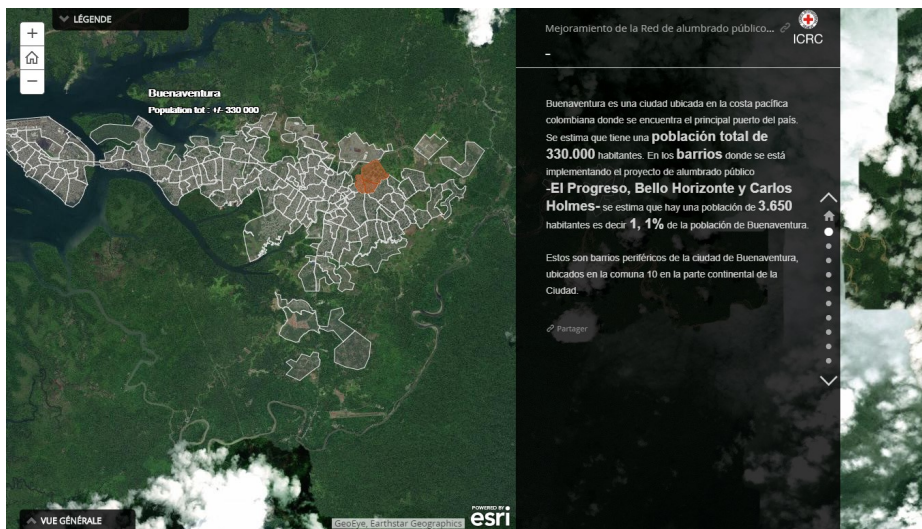 LÉGENDE
+
−
Buenaventura
Population tot : +/- 330 000
VUE GÉNÉRALE
GeoEye, Earthstar Geographics
POWERED BY
esri
Mejoramiento de la Red de alumbrado público...
ICRC
-
Buenaventura es una ciudad ubicada en la costa pacífica
colombiana donde se encuentra el principal puerto del país.
Se estima que tiene una población total de
330.000 habitantes. En los barrios donde se está
implementando el proyecto de alumbrado público
-El Progreso, Bello Horizonte y Carlos
Holmes- se estima que hay una población de 3.650
habitantes es decir 1, 1% de la población de Buenaventura.
Estos son barrios periféricos de la ciudad de Buenaventura,
ubicados en la comuna 10 en la parte continental de la
Ciudad.
Partager